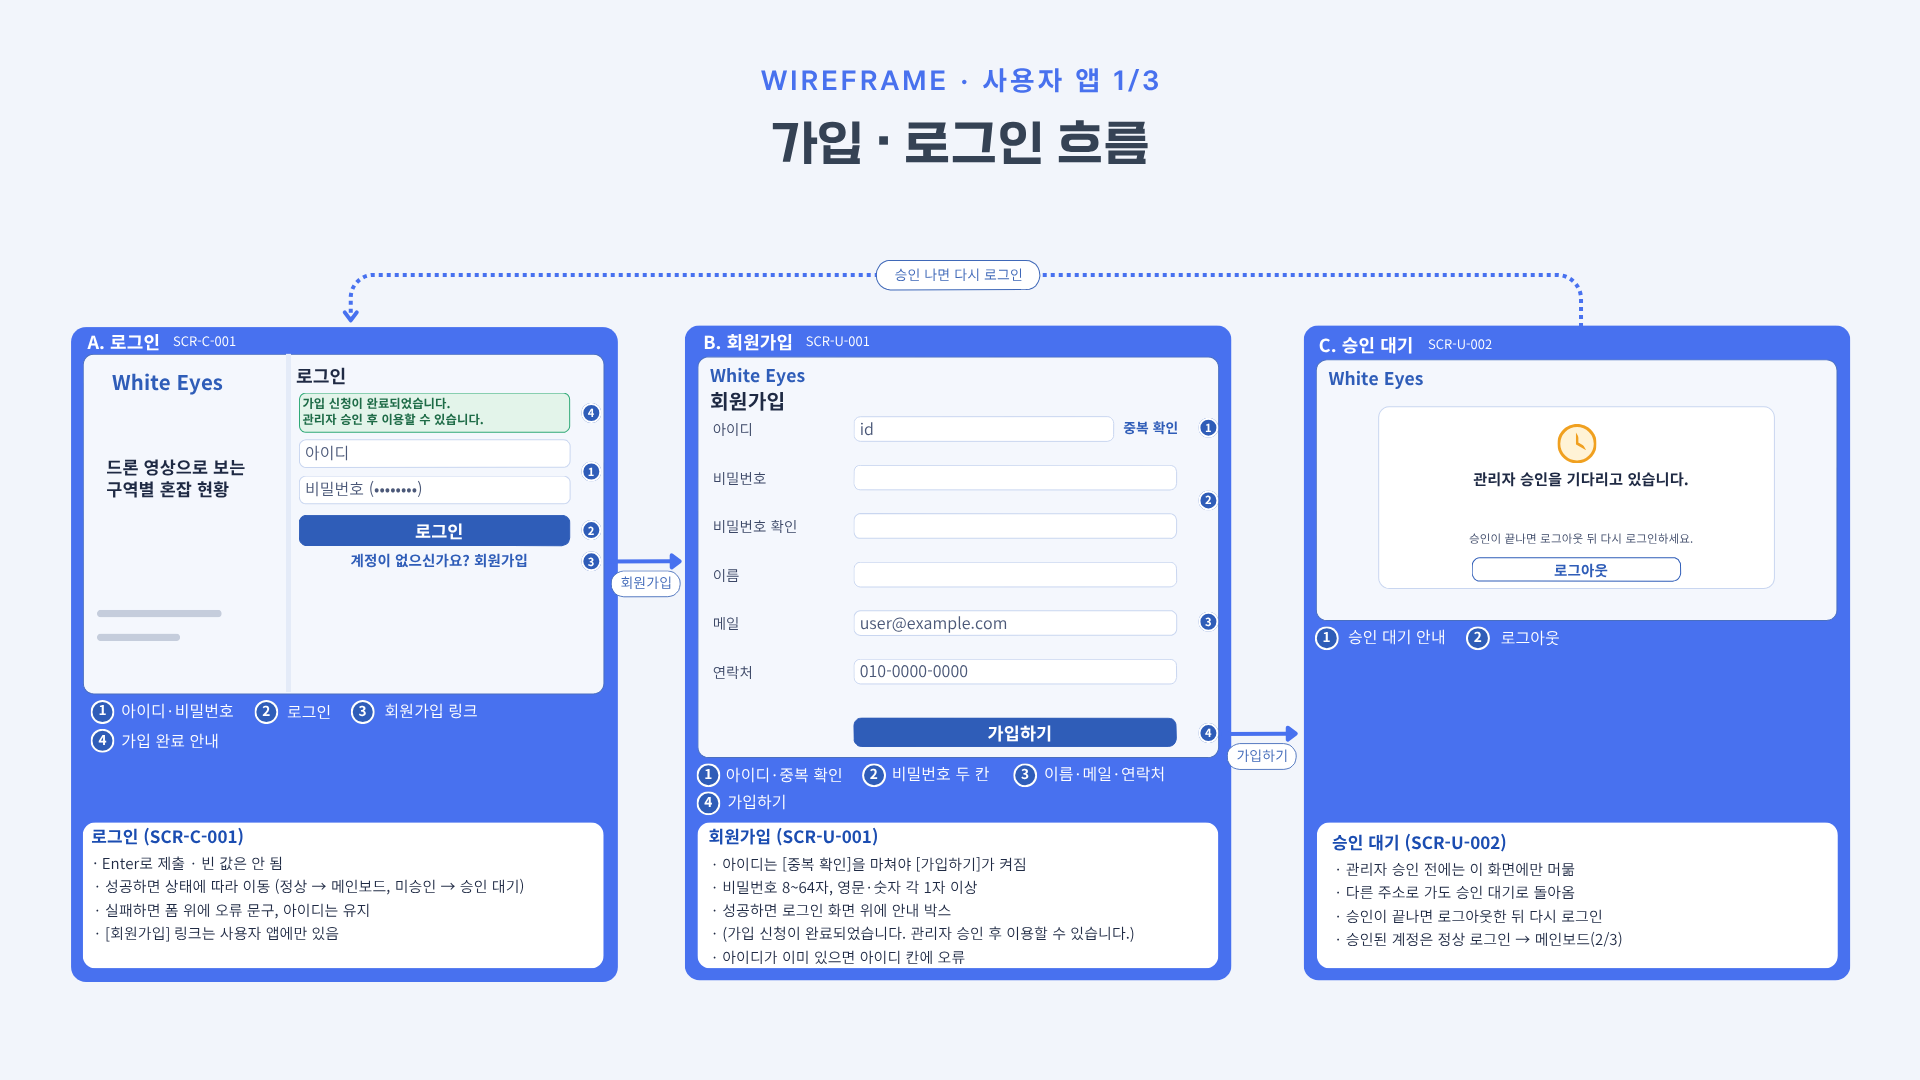 WIREFRAME · 사용자 앱 1/3
가입 · 로그인 흐름
승인 나면 다시 로그인
A. 로그인 SCR-C-001
White Eyes
드론 영상으로 보는
구역별 혼잡 현황
로그인
가입 신청이 완료되었습니다.
관리자 승인 후 이용할 수 있습니다.
4
아이디
1
비밀번호 (••••••••)
로그인
2
계정이 없으신가요? 회원가입
3
1 아이디·비밀번호 2 로그인 3 회원가입 링크
4 가입 완료 안내
로그인 (SCR-C-001)
· Enter로 제출 · 빈 값은 안 됨
· 성공하면 상태에 따라 이동 (정상 → 메인보드, 미승인 → 승인 대기)
· 실패하면 폼 위에 오류 문구, 아이디는 유지
· [회원가입] 링크는 사용자 앱에만 있음
회원가입
B. 회원가입 SCR-U-001
White Eyes
회원가입
아이디 id 중복 확인 1
비밀번호
2
비밀번호 확인
이름
메일 user@example.com 3
연락처 010-0000-0000
가입하기 4
1 아이디·중복 확인 2 비밀번호 두 칸 3 이름·메일·연락처
4 가입하기
회원가입 (SCR-U-001)
· 아이디는 [중복 확인]을 마쳐야 [가입하기]가 켜짐
· 비밀번호 8~64자, 영문·숫자 각 1자 이상
· 성공하면 로그인 화면 위에 안내 박스
· (가입 신청이 완료되었습니다. 관리자 승인 후 이용할 수 있습니다.)
· 아이디가 이미 있으면 아이디 칸에 오류
가입하기
C. 승인 대기 SCR-U-002
White Eyes
관리자 승인을 기다리고 있습니다.
승인이 끝나면 로그아웃 뒤 다시 로그인하세요.
로그아웃
1 승인 대기 안내 2 로그아웃
승인 대기 (SCR-U-002)
· 관리자 승인 전에는 이 화면에만 머묾
· 다른 주소로 가도 승인 대기로 돌아옴
· 승인이 끝나면 로그아웃한 뒤 다시 로그인
· 승인된 계정은 정상 로그인 → 메인보드(2/3)